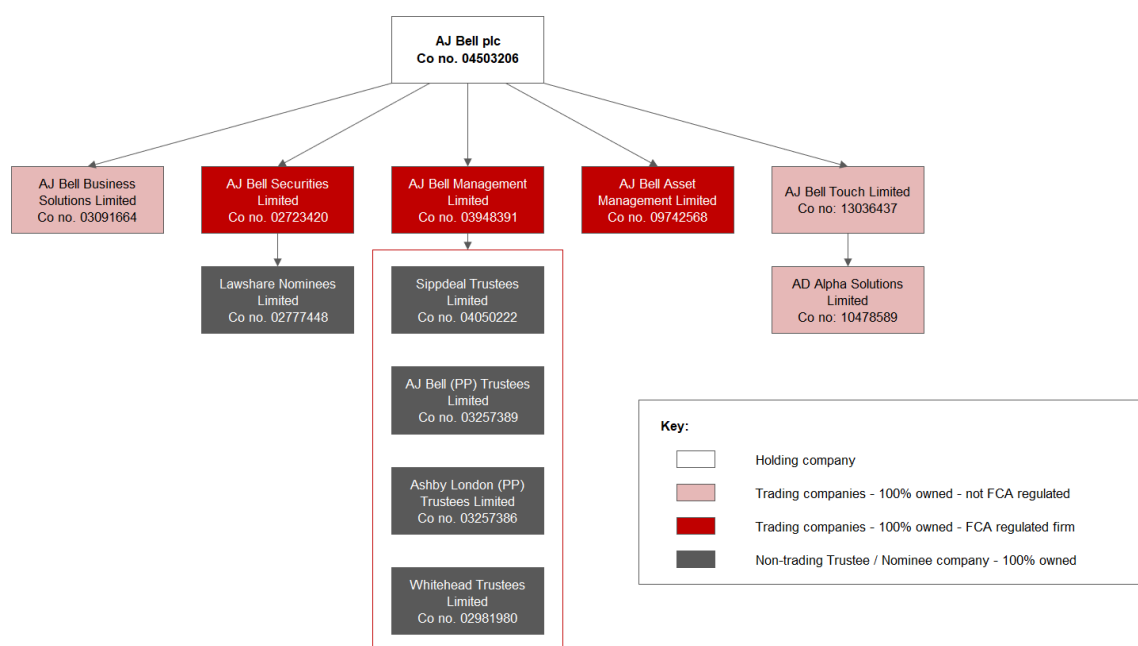 AJ Bell plc
Co no. 04503206
AJ Bell Business
Solutions Limited
Co no. 03091664
AJ Bell Securities
Limited
Co no. 02723420
AJ Bell Management
Limited
Co no. 03948391
AJ Bell Asset
Management Limited
Co no. 09742568
AJ Bell Touch Limited
Co no: 13036437
Lawshare Nominees
Limited
Co no. 02777448
Sippdeal Trustees
Limited
Co no. 04050222
AD Alpha Solutions
Limited
Co no: 10478589
AJ Bell (PP) Trustees
Limited
Co no. 03257389
Ashby London (PP)
Trustees Limited
Co no. 03257386
Whitehead Trustees
Limited
Co no. 02981980
Key:
Holding company
Trading companies - 100% owned - not FCA regulated
Trading companies - 100% owned - FCA regulated firm
Non-trading Trustee / Nominee company - 100% owned